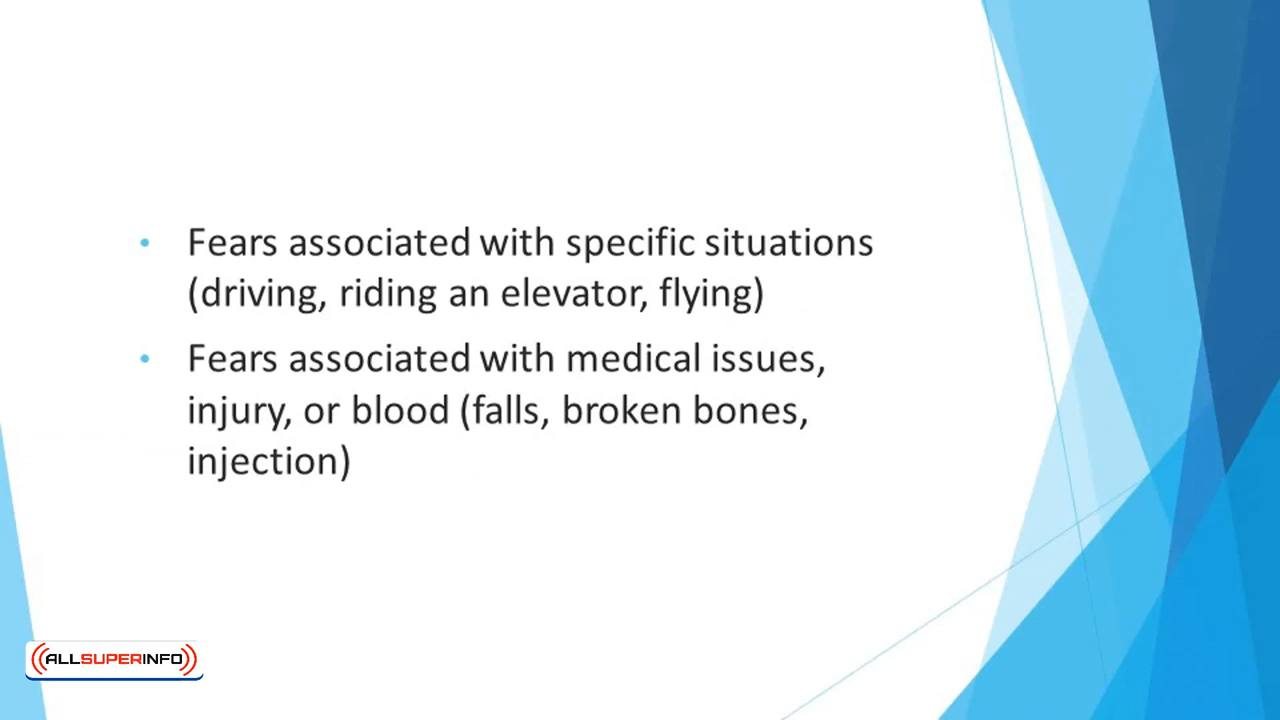 • Fears associated with specific situations
(driving, riding an elevator, flying)
• Fears associated with medical issues,
injury, or blood (falls, broken bones,
injection)
((ALLSUPERINFO))